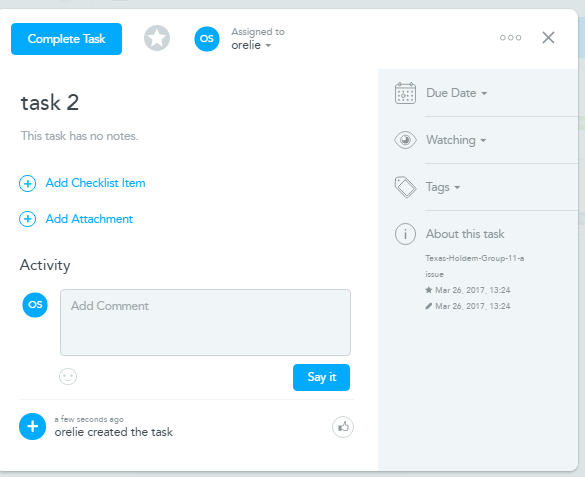 Complete Task
OS
Assigned to
orelie
task 2
This task has no notes.
Add Checklist Item
Add Attachment
Activity
OS
Add Comment
Say it
a few seconds ago
orelie created the task
Due Date
Watching
Tags
About this task
Texas-Holdem-Group-11-a
issue
Mar 26, 2017, 13:24
Mar 26, 2017, 13:24